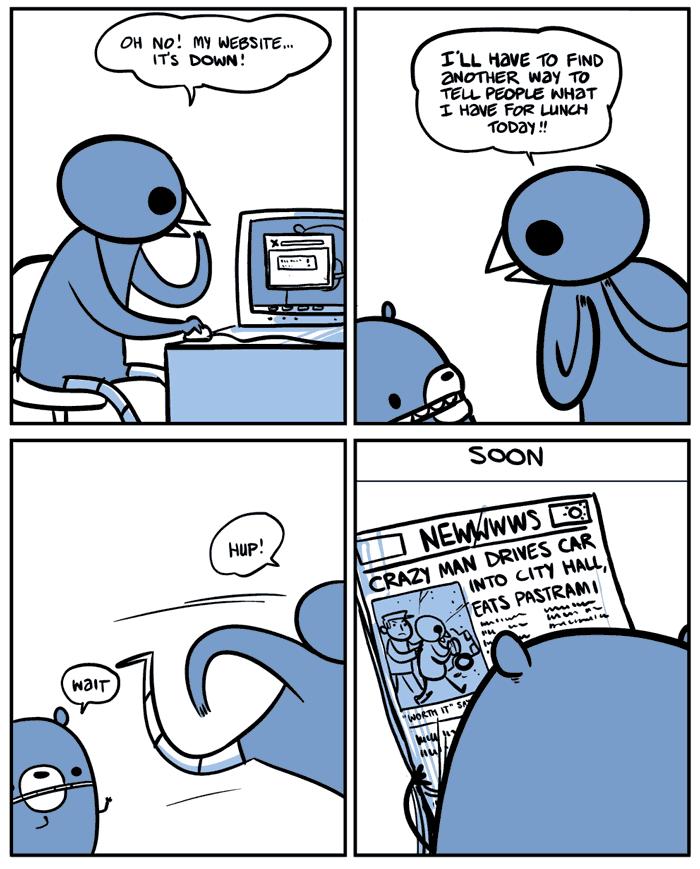 OH NO! MY WEBSITE...
IT'S DOWN!
I'LL HAVE TO FIND
ANOTHER WAY TO
TELL PEOPLE WHAT
I HAVE FOR LUNCH
TODAY!!
HUP!
WAIT
SOON
NEWWWWS
CRAZY MAN DRIVES CAR
INTO CITY HALL,
EATS PASTRAMI
"WORTH IT"